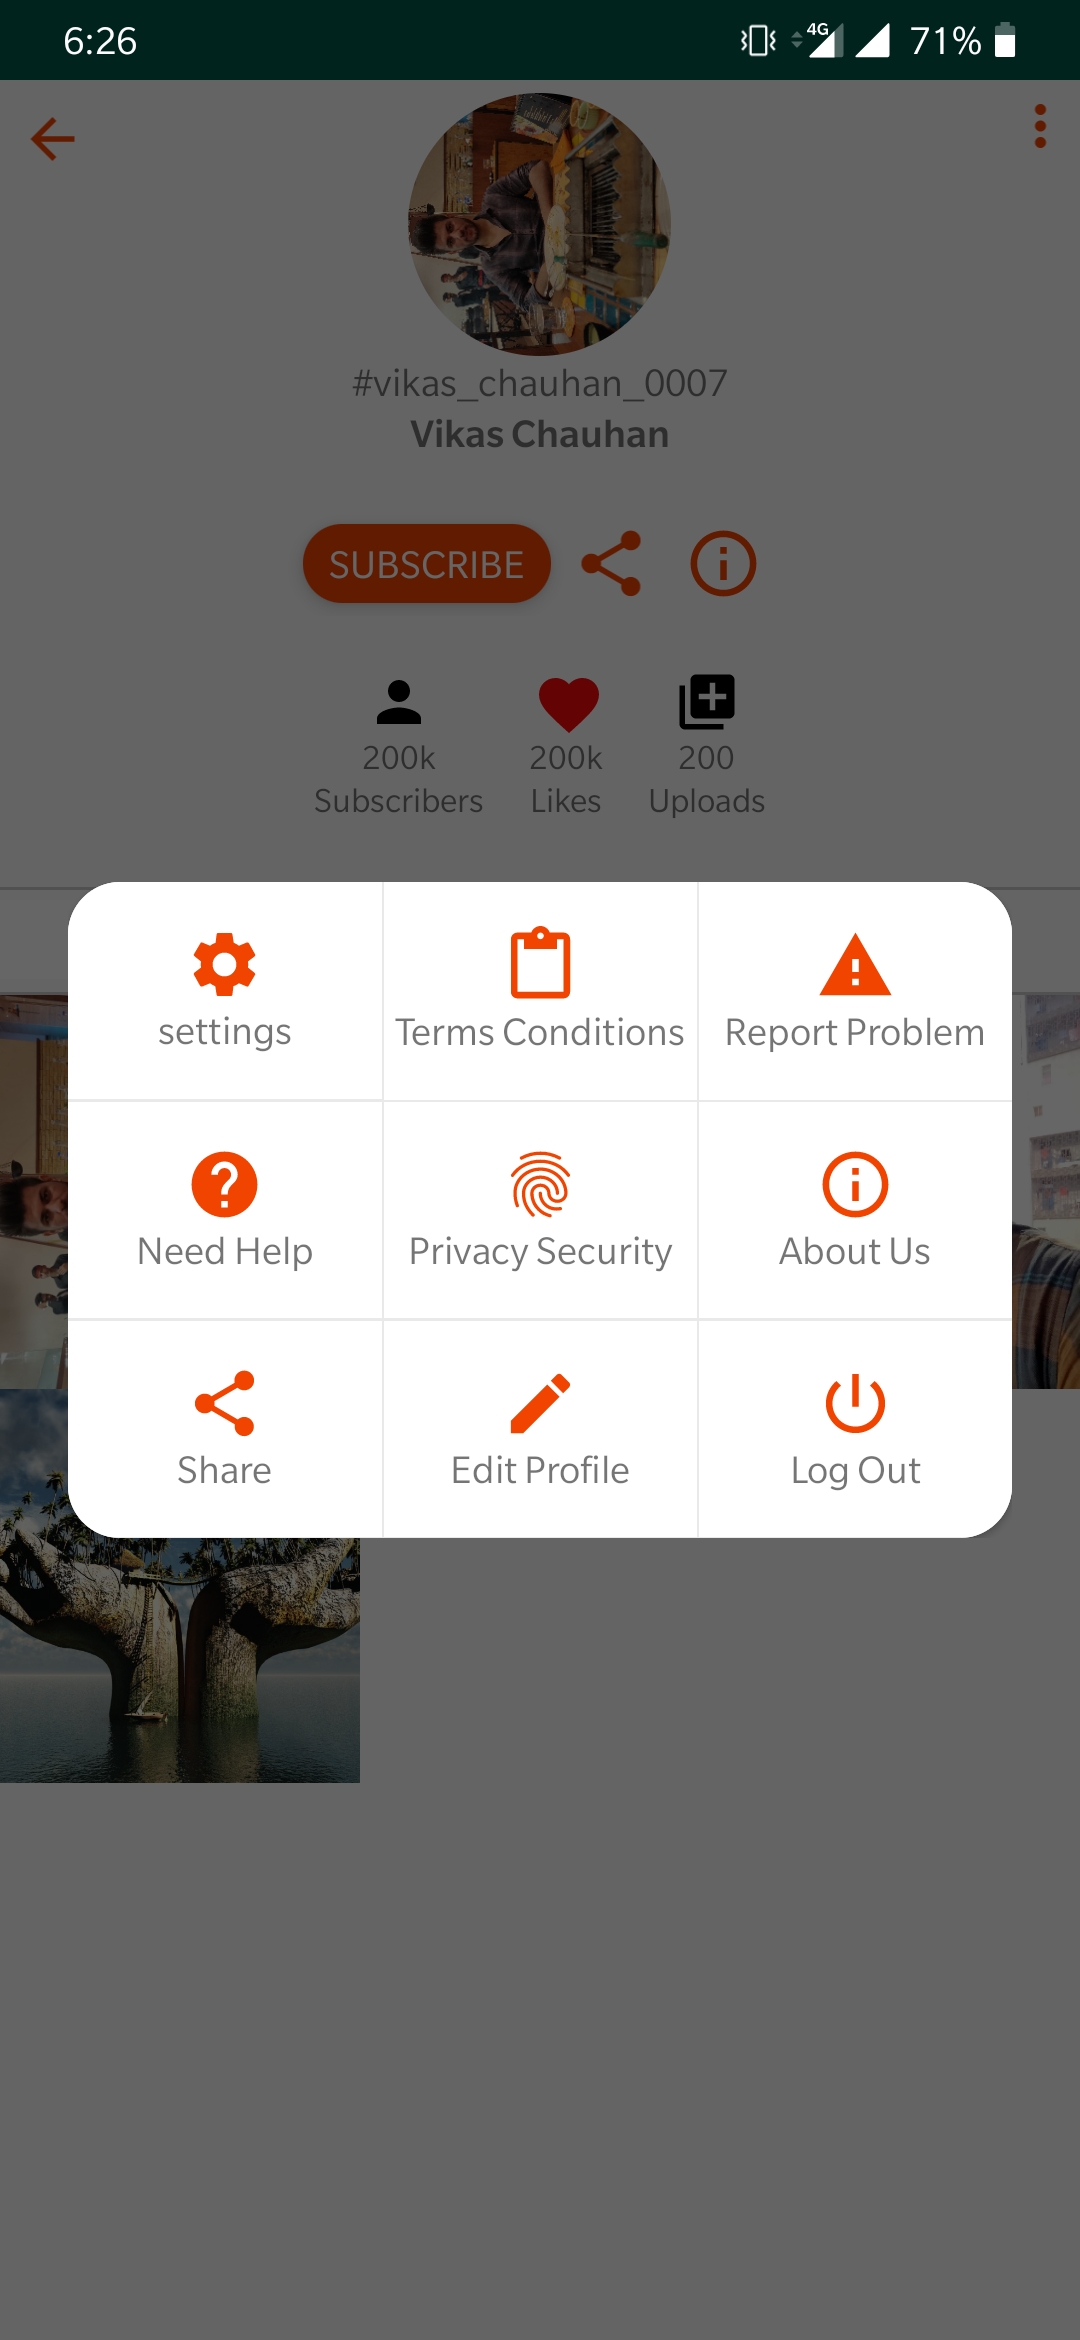 6:26 4G 71%
#vikas_chauhan_0007
Vikas Chauhan
SUBSCRIBE
200k 200k 200
Subscribers Likes Uploads
settings Terms Conditions Report Problem
Need Help Privacy Security About Us
Share Edit Profile Log Out